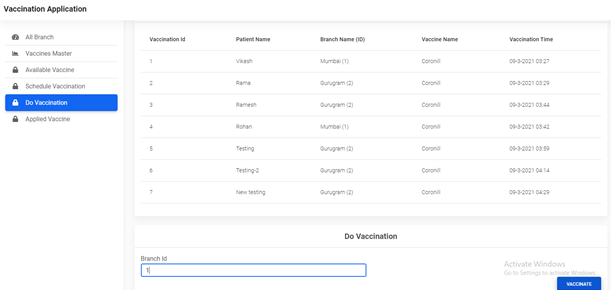 Vaccination Application
All Branch
Vaccines Master
Available Vaccine
Schedule Vaccination
Do Vaccination
Applied Vaccine
Vaccination Id Patient Name Branch Name (ID) Vaccine Name Vaccination Time
1 Vikash Mumbai (1) Coronill 09-3-2021 03:27
2 Rama Gurugram (2) Coronill 09-3-2021 03:29
3 Ramesh Gurugram (2) Coronill 09-3-2021 03:44
4 Rohan Mumbai (1) Coronill 09-3-2021 03:42
5 Testing Gurugram (2) Coronill 09-3-2021 03:59
6 Testing-2 Gurugram (2) Coronill 09-3-2021 04:14
7 New testing Gurugram (2) Coronill 09-3-2021 04:29
Do Vaccination
Branch Id
1
Activate Windows
Go to Settings to activate Windows.
VACCINATE